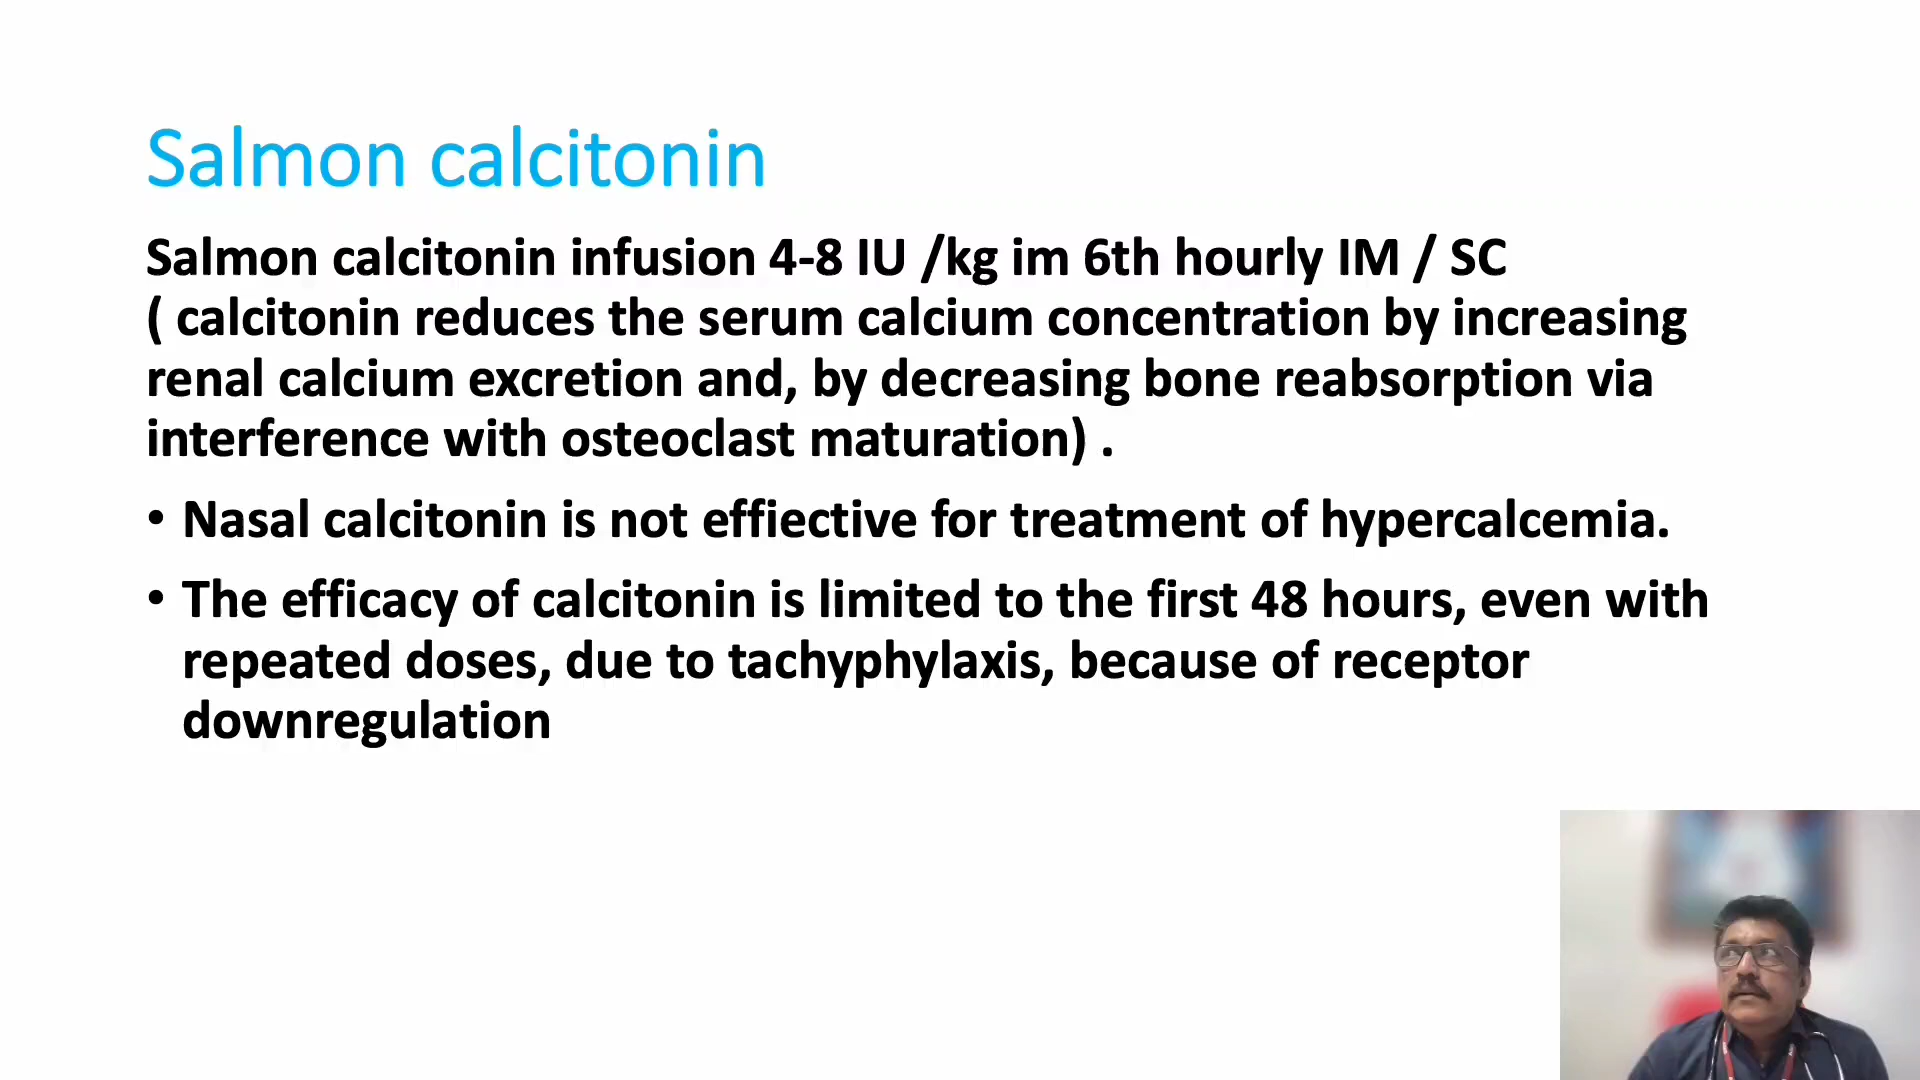 Salmon calcitonin
Salmon calcitonin infusion 4-8 IU /kg im 6th hourly IM / SC
( calcitonin reduces the serum calcium concentration by increasing
renal calcium excretion and, by decreasing bone reabsorption via
interference with osteoclast maturation) .
• Nasal calcitonin is not effiective for treatment of hypercalcemia.
• The efficacy of calcitonin is limited to the first 48 hours, even with
repeated doses, due to tachyphylaxis, because of receptor
downregulation